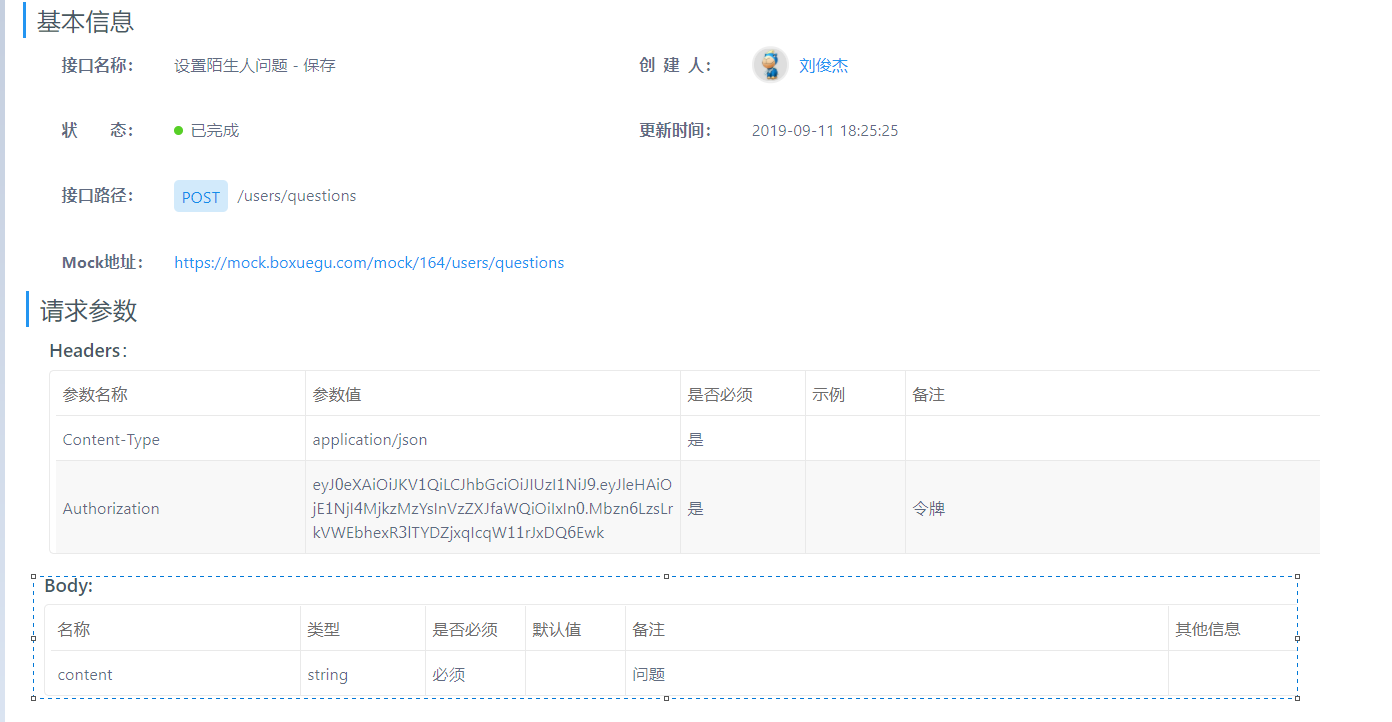 基本信息
接口名称： 设置陌生人问题 - 保存 创 建 人： 刘俊杰
状 态： 已完成 更新时间： 2019-09-11 18:25:25
接口路径： POST /users/questions
Mock地址： https://mock.boxuegu.com/mock/164/users/questions
请求参数
Headers：
参数名称 参数值 是否必须 示例 备注
Content-Type application/json 是
eyJ0eXAiOiJKV1QiLCJhbGciOiJIUzI1NiJ9.eyJleHAiO
Authorization jE1NjI4MjkzMzYsInVzZXJfaWQiOiIxIn0.Mbzn6LzsLr 是 令牌
kVWEbhexR3lTYDZjxqIcqW11rJxDQ6Ewk
Body:
名称 类型 是否必须 默认值 备注 其他信息
content string 必须 问题